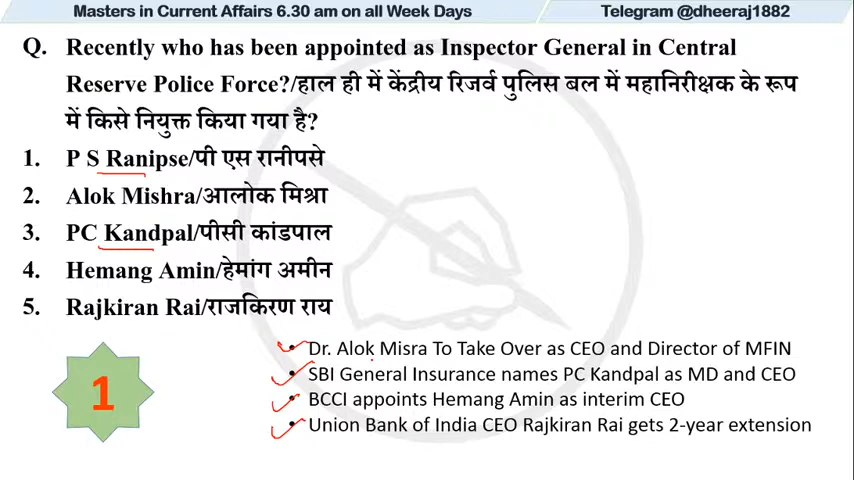 Masters in Current Affairs 6.30 am on all Week Days
Telegram @dheeraj1882
Q. Recently who has been appointed as Inspector General in Central
Reserve Police Force?/हाल ही में केंद्रीय रिजर्व पुलिस बल में महानिरीक्षक के रूप
में किसे नियुक्त किया गया है?
1. P S Ranipse/पी एस रानीपसे
2. Alok Mishra/आलोक मिश्रा
3. PC Kandpal/पीसी कांडपाल
4. Hemang Amin/हेमांग अमीन
5. Rajkiran Rai/राजकिरण राय
1
• Dr. Alok Misra To Take Over as CEO and Director of MFIN
• SBI General Insurance names PC Kandpal as MD and CEO
• BCCI appoints Hemang Amin as interim CEO
• Union Bank of India CEO Rajkiran Rai gets 2-year extension